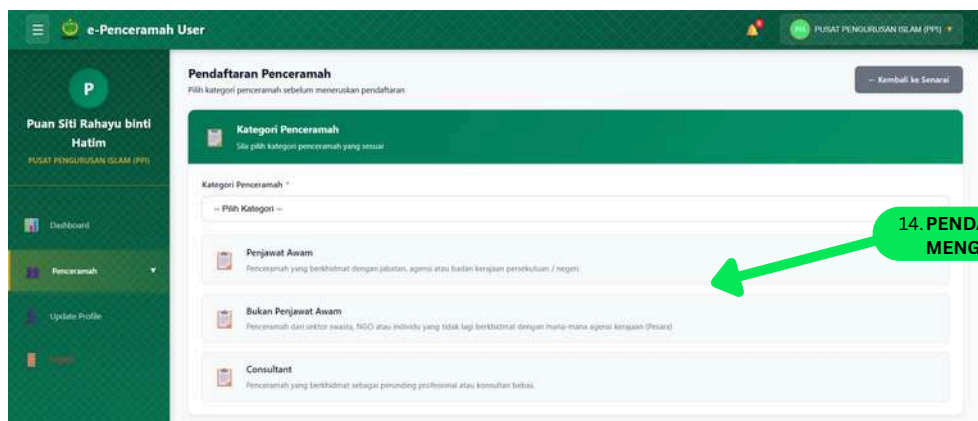 e-Penceramah User
PUSAT PENGURUSAN ISLAM (PPI)
P
Puan Siti Rahayu binti
Hatim
PUSAT PENGURUSAN ISLAM (PPI)
Dashboard
Penceramah
Update Profile
Pendaftaran Penceramah
Pilih kategori penceramah sebelum meneruskan pendaftaran.
← Kembali ke Senarai
Kategori Penceramah
Sila pilih kategori penceramah yang sesuai
Kategori Penceramah *
-- Pilih Kategori --
Penjawat Awam
Penceramah yang berkhidmat dengan jabatan, agensi atau badan kerajaan persekutuan / negeri.
Bukan Penjawat Awam
Penceramah dari sektor swasta, NGO atau individu yang tidak lagi berkhidmat dengan mana-mana agensi kerajaan (Pesara)
Consultant
Penceramah yang berkhidmat sebagai perunding profesional atau konsultan bebas.
14. PENDA
MENG